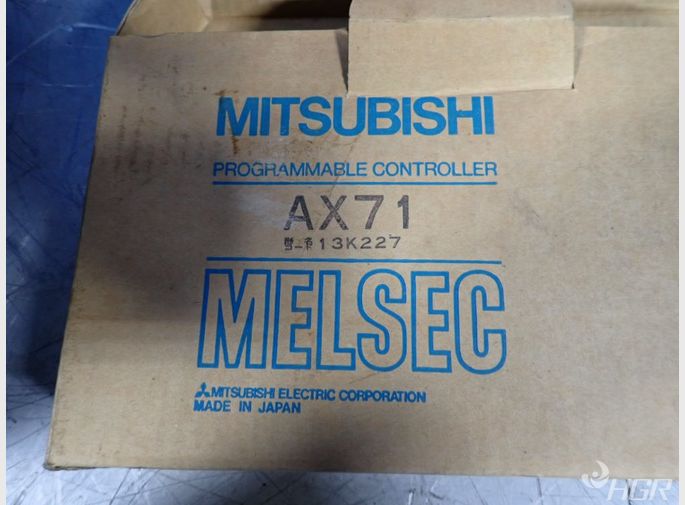 MITSUBISHI
PROGRAMMABLE CONTROLLER
AX71
13K227
MELSEC
MITSUBISHI ELECTRIC CORPORATION
MADE IN JAPAN
HGR